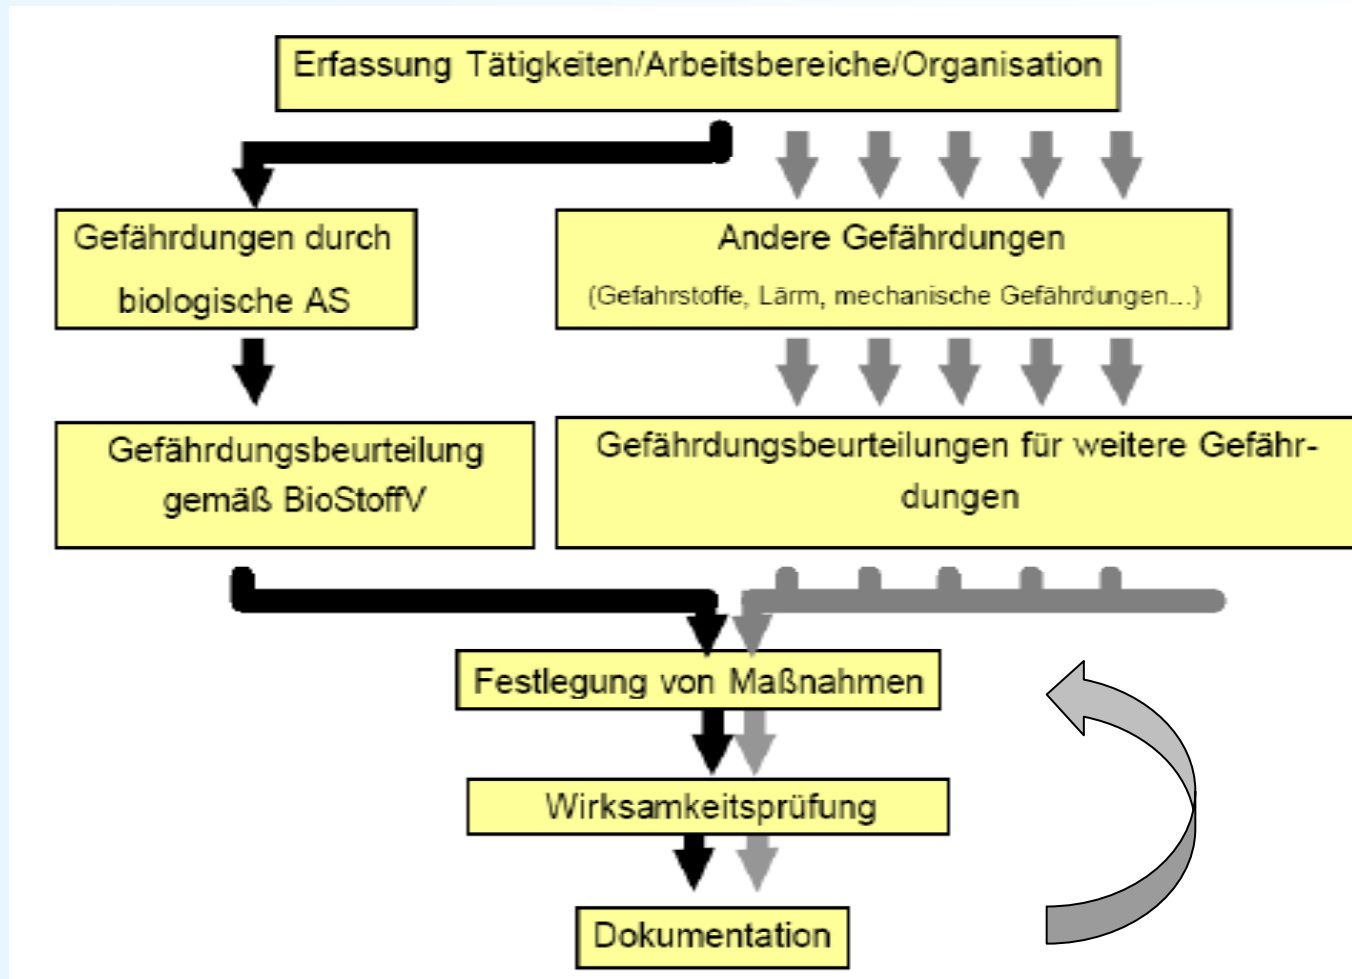 Erfassung Tätigkeiten/Arbeitsbereiche/Organisation
Gefährdungen durch
biologische AS
Andere Gefährdungen
(Gefahrstoffe, Lärm, mechanische Gefährdungen...)
Gefährdungsbeurteilung
gemäß BioStoffV
Gefährdungsbeurteilungen für weitere Gefähr-
dungen
Festlegung von Maßnahmen
Wirksamkeitsprüfung
Dokumentation